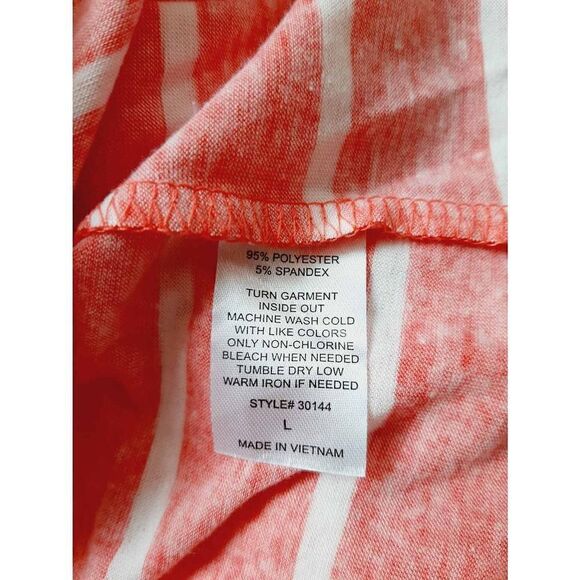 95% POLYESTER
5% SPANDEX
TURN GARMENT
INSIDE OUT
MACHINE WASH COLD
WITH LIKE COLORS
ONLY NON-CHLORINE
BLEACH WHEN NEEDED
TUMBLE DRY LOW
WARM IRON IF NEEDED
STYLE# 30144
L
MADE IN VIETNAM